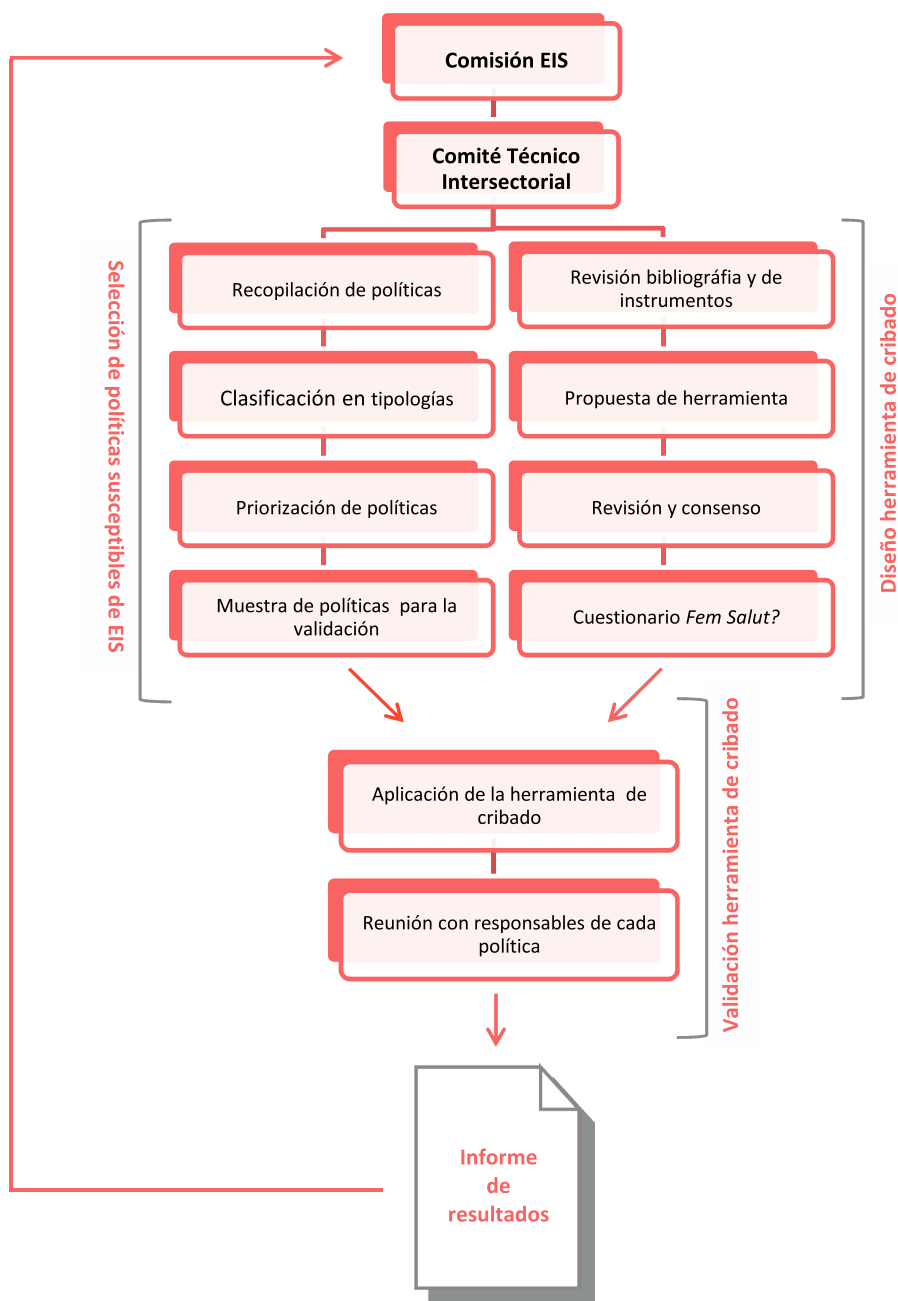 Comisión EIS
Comité Técnico
Intersectorial
Selección de políticas susceptibles de EIS
Recopilación de políticas
Clasificación en tipologías
Priorización de políticas
Muestra de políticas para la
validación
Revisión bibliográfia y de
instrumentos
Propuesta de herramienta
Revisión y consenso
Cuestionario Fem Salut?
Diseño herramienta de cribado
Aplicación de la herramienta de
cribado
Reunión con responsables de cada
política
Validación herramienta de cribado
Informe
de
resultados